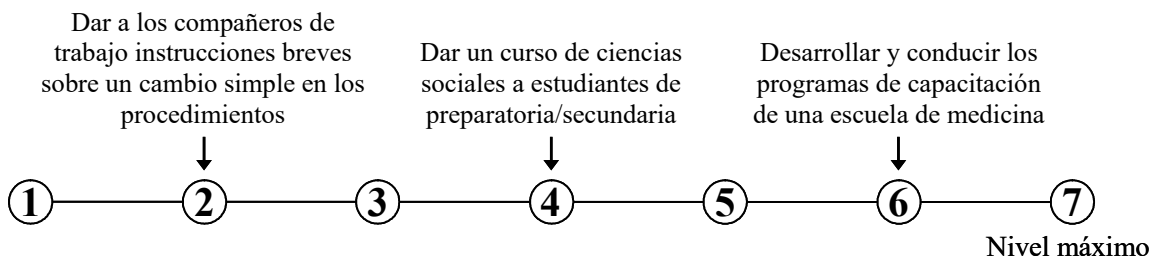 Dar a los compañeros de
trabajo instrucciones breves
sobre un cambio simple en los
procedimientos
Dar un curso de ciencias
sociales a estudiantes de
preparatoria/secundaria
Desarrollar y conducir los
programas de capacitación
de una escuela de medicina
1 2 3 4 5 6 7
Nivel máximo